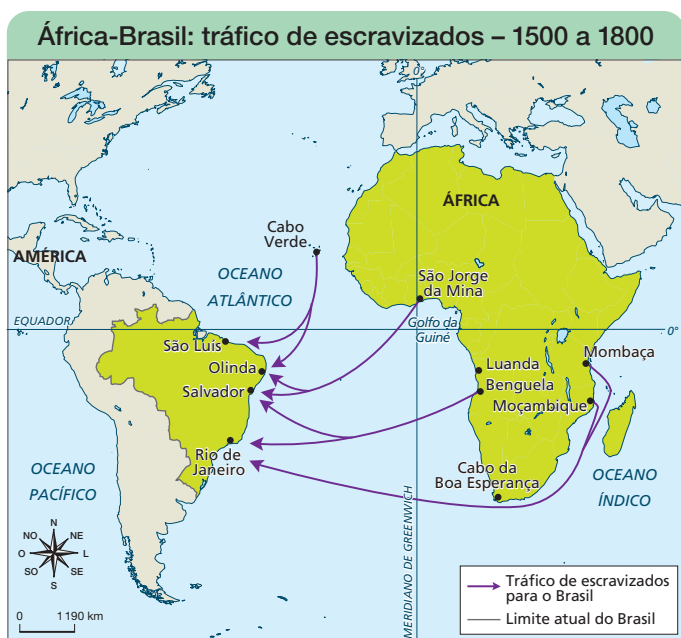 África-Brasil: tráfico de escravizados – 1500 a 1800
0°
ÁFRICA
Cabo
Verde
AMÉRICA
OCEANO
ATLÂNTICO
São Jorge
da Mina
EQUADOR
Golfo da
Guiné
0°
São Luís
Olinda
Salvador
Luanda
Benguela
Mombaça
Moçambique
Rio de
Janeiro
Cabo da
Boa Esperança
OCEANO
PACÍFICO
OCEANO
ÍNDICO
MERIDIANO DE GREENWICH
N
NO
NE
O
L
SO
SE
S
0
1 190 km
Tráfico de escravizados
para o Brasil
Limite atual do Brasil